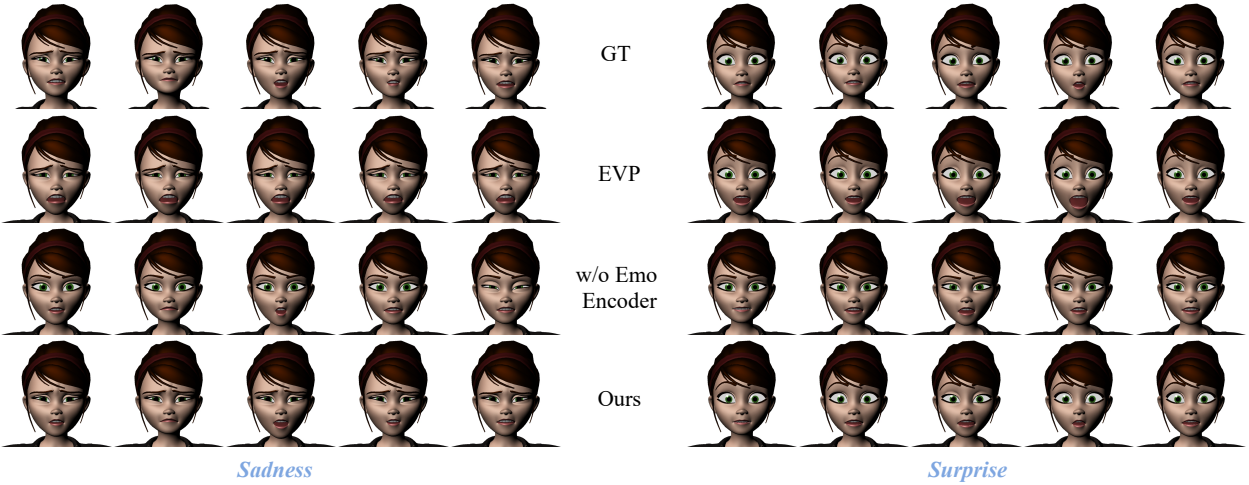 GT
EVP
w/o Emo
Encoder
Ours
Sadness
Surprise